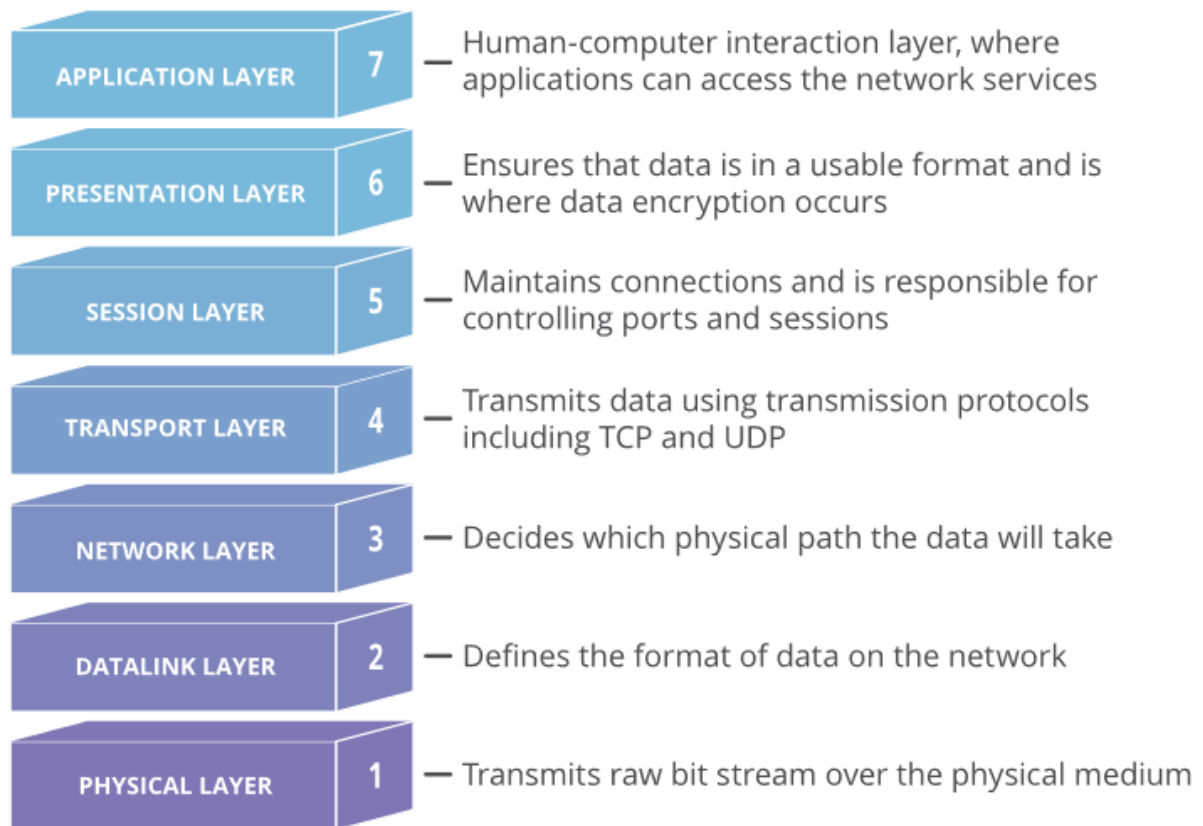 APPLICATION LAYER
7
— Human-computer interaction layer, where
applications can access the network services
PRESENTATION LAYER
6
— Ensures that data is in a usable format and is
where data encryption occurs
SESSION LAYER
5
— Maintains connections and is responsible for
controlling ports and sessions
TRANSPORT LAYER
4
— Transmits data using transmission protocols
including TCP and UDP
NETWORK LAYER
3
— Decides which physical path the data will take
DATALINK LAYER
2
— Defines the format of data on the network
PHYSICAL LAYER
1
— Transmits raw bit stream over the physical medium